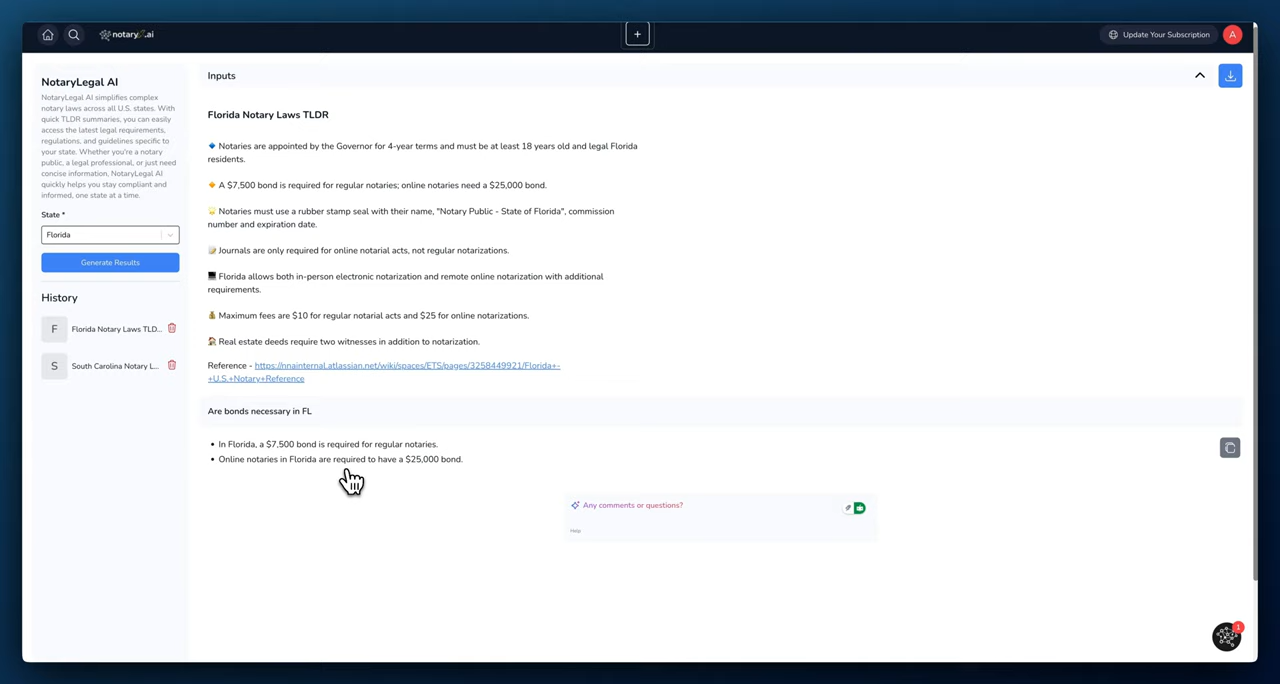 notary.ai
+
Update Your Subscription
A
NotaryLegal AI
NotaryLegal AI simplifies complex
notary laws across all U.S. states. With
quick TLDR summaries, you can easily
access the latest legal requirements,
regulations, and guidelines specific to
your state. Whether you're a notary
public, a legal professional, or just need
concise information, NotaryLegal AI
quickly helps you stay compliant and
informed, one state at a time.
State *
Florida
Generate Results
History
F
Florida Notary Laws TLD...
S
South Carolina Notary L...
Inputs
Florida Notary Laws TLDR
Notaries are appointed by the Governor for 4-year terms and must be at least 18 years old and legal Florida
residents.
A $7,500 bond is required for regular notaries; online notaries need a $25,000 bond.
Notaries must use a rubber stamp seal with their name, "Notary Public - State of Florida", commission
number and expiration date.
Journals are only required for online notarial acts, not regular notarizations.
Florida allows both in-person electronic notarization and remote online notarization with additional
requirements.
Maximum fees are $10 for regular notarial acts and $25 for online notarizations.
Real estate deeds require two witnesses in addition to notarization.
Reference - https://nnainternal.atlassian.net/wiki/spaces/ETS/pages/3258449921/Florida+-
+U.S.+Notary+Reference
Are bonds necessary in FL
• In Florida, a $7,500 bond is required for regular notaries.
• Online notaries in Florida are required to have a $25,000 bond.
Any comments or questions?
Help
1